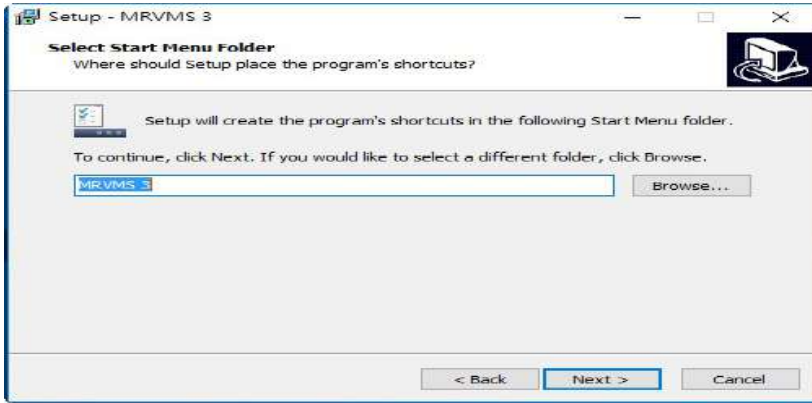 Setup - MRVMS 3
Select Start Menu Folder
Where should Setup place the program's shortcuts?
Setup will create the program's shortcuts in the following Start Menu folder.
To continue, click Next. If you would like to select a different folder, click Browse.
MRVMS 3
Browse...
< Back
Next >
Cancel